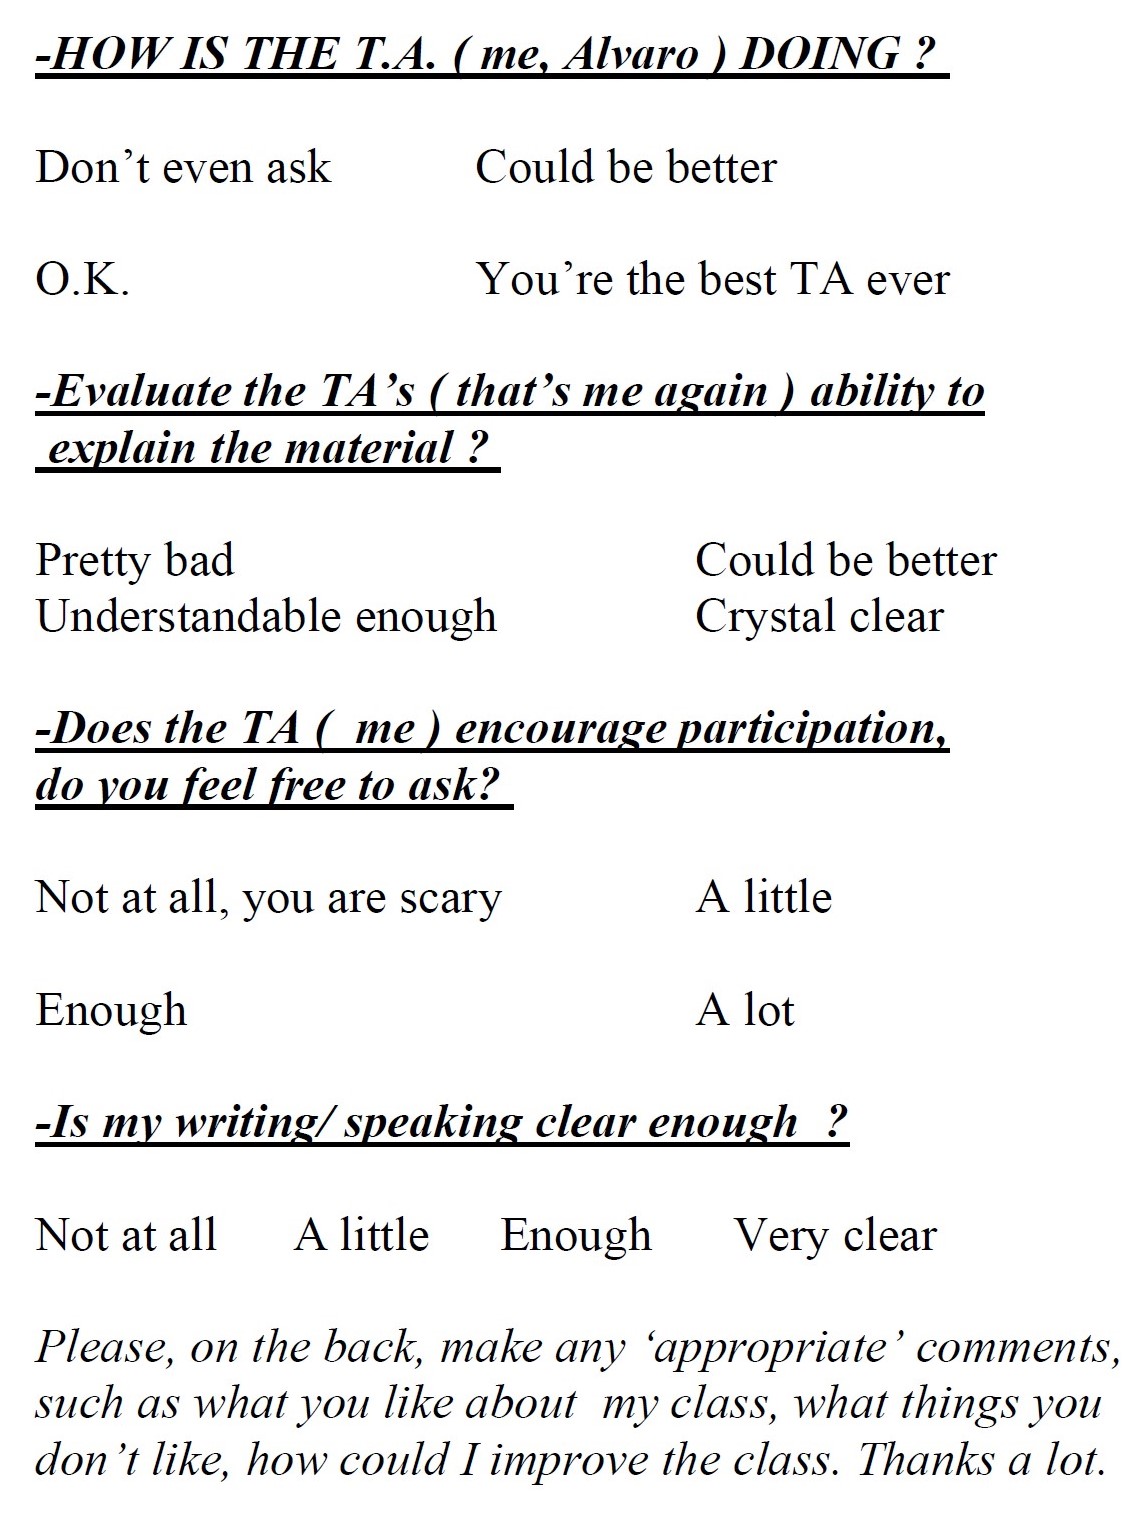 -HOW IS THE T.A. ( me, Alvaro ) DOING ?
Don’t even ask Could be better
O.K. You’re the best TA ever
-Evaluate the TA’s ( that’s me again ) ability to
explain the material ?
Pretty bad Could be better
Understandable enough Crystal clear
-Does the TA ( me ) encourage participation,
do you feel free to ask?
Not at all, you are scary A little
Enough A lot
-Is my writing/ speaking clear enough ?
Not at all A little Enough Very clear
Please, on the back, make any ‘appropriate’ comments,
such as what you like about my class, what things you
don’t like, how could I improve the class. Thanks a lot.